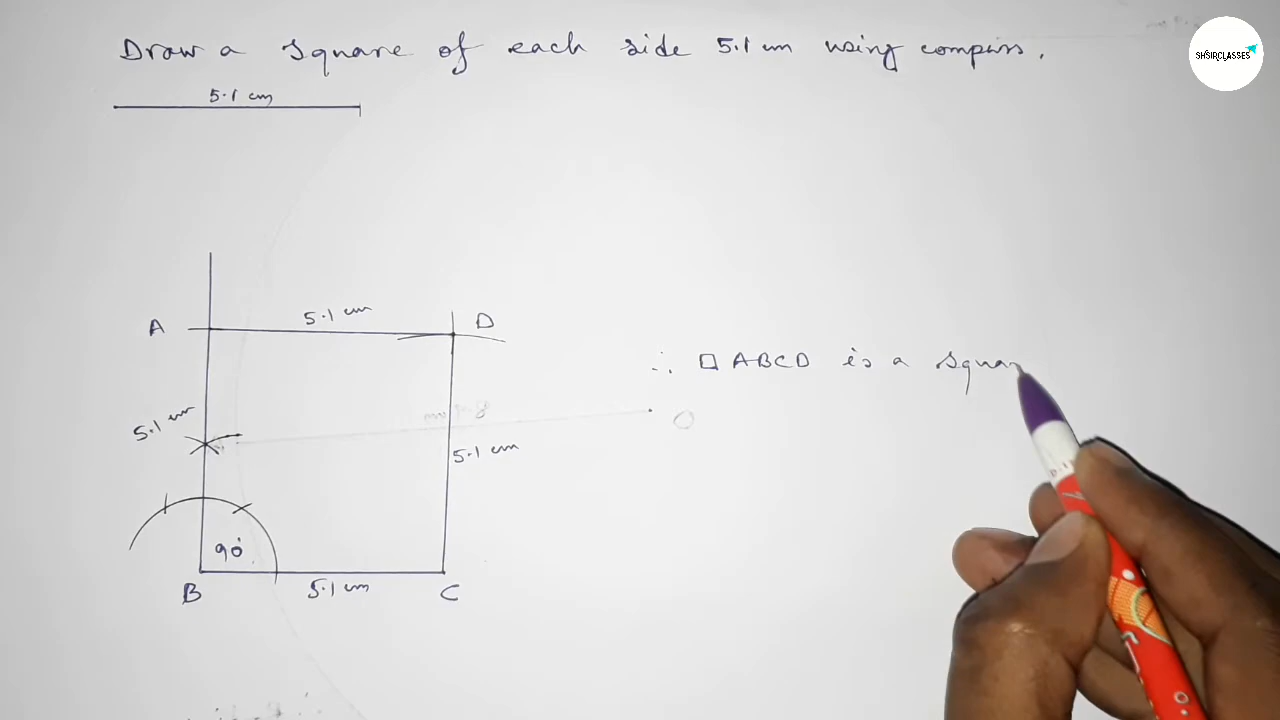 Draw a square of each side 5.1 cm using compass.
SHSIRCLASSES
5.1 cm
A
5.1 cm
D
∴ □ABCD is a squar
5.1 cm
O
5.1 cm
90°
B
5.1 cm
C